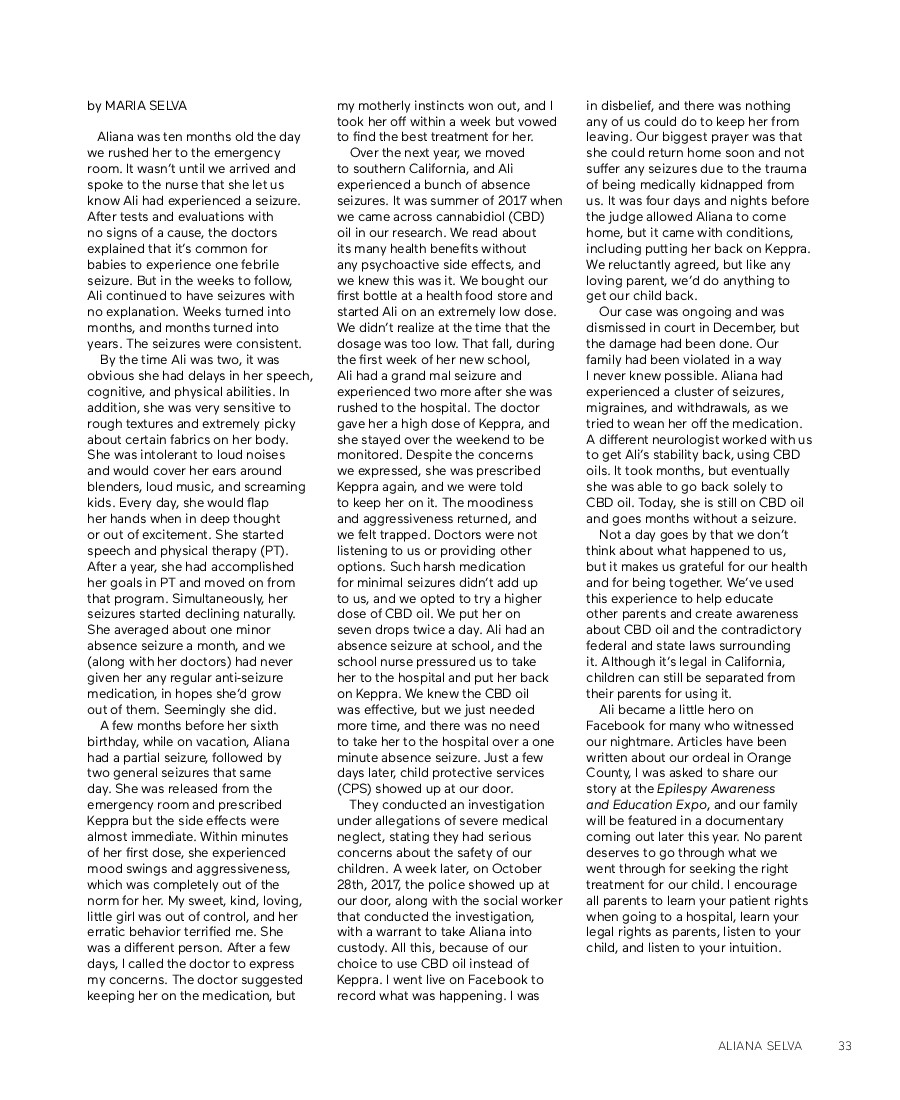 by MARIA SELVA
Aliana was ten months old the day
we rushed her to the emergency
room. It wasn't until we arrived and
spoke to the nurse that she let us
know Ali had experienced a seizure.
After tests and evaluations with
no signs of a cause, the doctors
explained that it's common for
babies to experience one febrile
seizure. But in the weeks to follow,
Ali continued to have seizures with
no explanation. Weeks turned into
months, and months turned into
years. The seizures were consistent.
By the time Ali was two, it was
obvious she had delays in her speech,
cognitive, and physical abilities. In
addition, she was very sensitive to
rough textures and extremely picky
about certain fabrics on her body.
She was intolerant to loud noises
and would cover her ears around
blenders, loud music, and screaming
kids. Every day, she would flap
her hands when in deep thought
or out of excitement. She started
speech and physical therapy (PT).
After a year, she had accomplished
her goals in PT and moved on from
that program. Simultaneously, her
seizures started declining naturally.
She averaged about one minor
absence seizure a month, and we
(along with her doctors) had never
given her any regular anti-seizure
medication, in hopes she'd grow
out of them. Seemingly she did.
A few months before her sixth
birthday, while on vacation, Aliana
had a partial seizure, followed by
two general seizures that same
day. She was released from the
emergency room and prescribed
Keppra but the side effects were
almost immediate. Within minutes
of her first dose, she experienced
mood swings and aggressiveness,
which was completely out of the
norm for her. My sweet, kind, loving,
little girl was out of control, and her
erratic behavior terrified me. She
was a different person. After a few
days, I called the doctor to express
my concerns. The doctor suggested
keeping her on the medication, but
my motherly instincts won out, and I
took her off within a week but vowed
to find the best treatment for her.
Over the next year, we moved
to southern California, and Ali
experienced a bunch of absence
seizures. It was summer of 2017 when
we came across cannabidiol (CBD)
oil in our research. We read about
its many health benefits without
any psychoactive side effects, and
we knew this was it. We bought our
first bottle at a health food store and
started Ali on an extremely low dose.
We didn't realize at the time that the
dosage was too low. That fall, during
the first week of her new school,
Ali had a grand mal seizure and
experienced two more after she was
rushed to the hospital. The doctor
gave her a high dose of Keppra, and
she stayed over the weekend to be
monitored. Despite the concerns
we expressed, she was prescribed
Keppra again, and we were told
to keep her on it. The moodiness
and aggressiveness returned, and
we felt trapped. Doctors were not
listening to us or providing other
options. Such harsh medication
for minimal seizures didn't add up
to us, and we opted to try a higher
dose of CBD oil. We put her on
seven drops twice a day. Ali had an
absence seizure at school, and the
school nurse pressured us to take
her to the hospital and put her back
on Keppra. We knew the CBD oil
was effective, but we just needed
more time, and there was no need
to take her to the hospital over a one
minute absence seizure. Just a few
days later, child protective services
(CPS) showed up at our door.
They conducted an investigation
under allegations of severe medical
neglect, stating they had serious
concerns about the safety of our
children. A week later, on October
28th, 2017, the police showed up at
our door, along with the social worker
that conducted the investigation,
with a warrant to take Aliana into
custody. All this, because of our
choice to use CBD oil instead of
Keppra. I went live on Facebook to
record what was happening. I was
in disbelief, and there was nothing
any of us could do to keep her from
leaving. Our biggest prayer was that
she could return home soon and not
suffer any seizures due to the trauma
of being medically kidnapped from
us. It was four days and nights before
the judge allowed Aliana to come
home, but it came with conditions,
including putting her back on Keppra.
We reluctantly agreed, but like any
loving parent, we'd do anything to
get our child back.
Our case was ongoing and was
dismissed in court in December, but
the damage had been done. Our
family had been violated in a way
I never knew possible. Aliana had
experienced a cluster of seizures,
migraines, and withdrawals, as we
tried to wean her off the medication.
A different neurologist worked with us
to get Ali's stability back, using CBD
oils. It took months, but eventually
she was able to go back solely to
CBD oil. Today, she is still on CBD oil
and goes months without a seizure.
Not a day goes by that we don't
think about what happened to us,
but it makes us grateful for our health
and for being together. We've used
this experience to help educate
other parents and create awareness
about CBD oil and the contradictory
federal and state laws surrounding
it. Although it's legal in California,
children can still be separated from
their parents for using it.
Ali became a little hero on
Facebook for many who witnessed
our nightmare. Articles have been
written about our ordeal in Orange
County, I was asked to share our
story at the Epilespy Awareness
and Education Expo, and our family
will be featured in a documentary
coming out later this year. No parent
deserves to go through what we
went through for seeking the right
treatment for our child. I encourage
all parents to learn your patient rights
when going to a hospital, learn your
legal rights as parents, listen to your
child, and listen to your intuition.
ALIANA SELVA 33